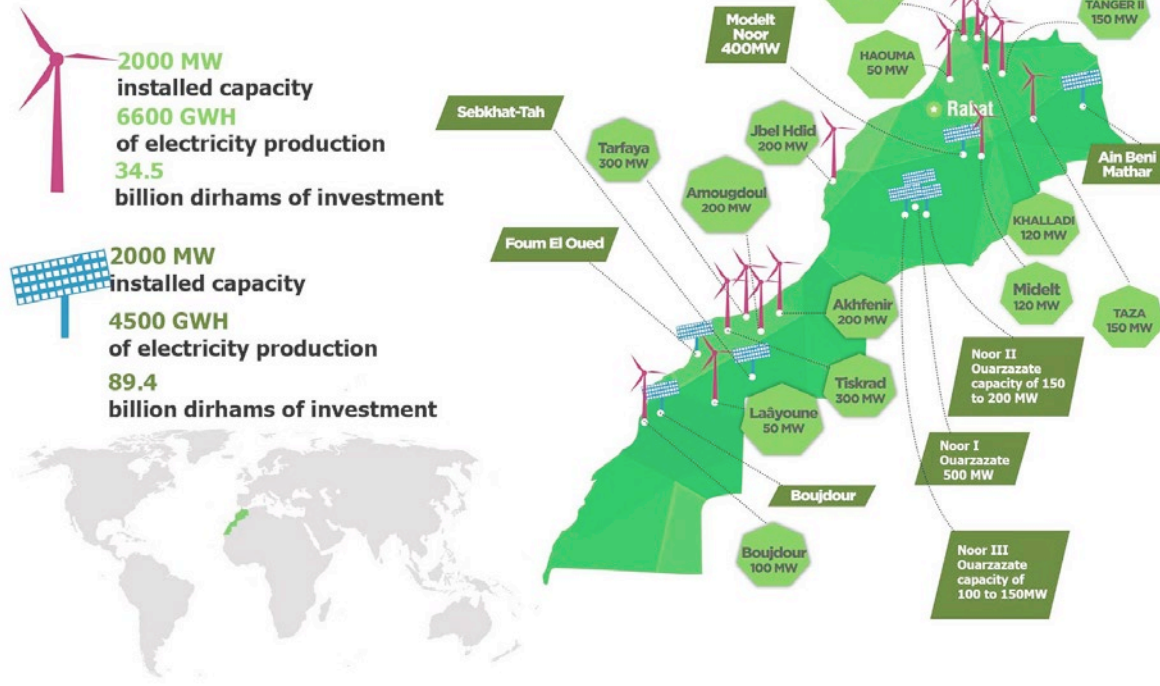 2000 MW
installed capacity
6600 GWH
of electricity production
34.5
billion dirhams of investment
2000 MW
installed capacity
4500 GWH
of electricity production
89.4
billion dirhams of investment
TANGER II
150 MW
Modelt
Noor
400MW
HAOUMA
50 MW
Rabat
Sebkhat-Tah
Jbel Hdid
200 MW
Tarfaya
300 MW
Ain Beni
Mathar
Amougdoul
200 MW
KHALLADI
120 MW
Foum El Oued
Midelt
120 MW
Akhfenir
200 MW
TAZA
150 MW
Noor II
Ouarzazate
capacity of 150
to 200 MW
Tiskrad
300 MW
Laâyoune
50 MW
Noor I
Ouarzazate
500 MW
Boujdour
Boujdour
100 MW
Noor III
Ouarzazate
capacity of
100 to 150MW